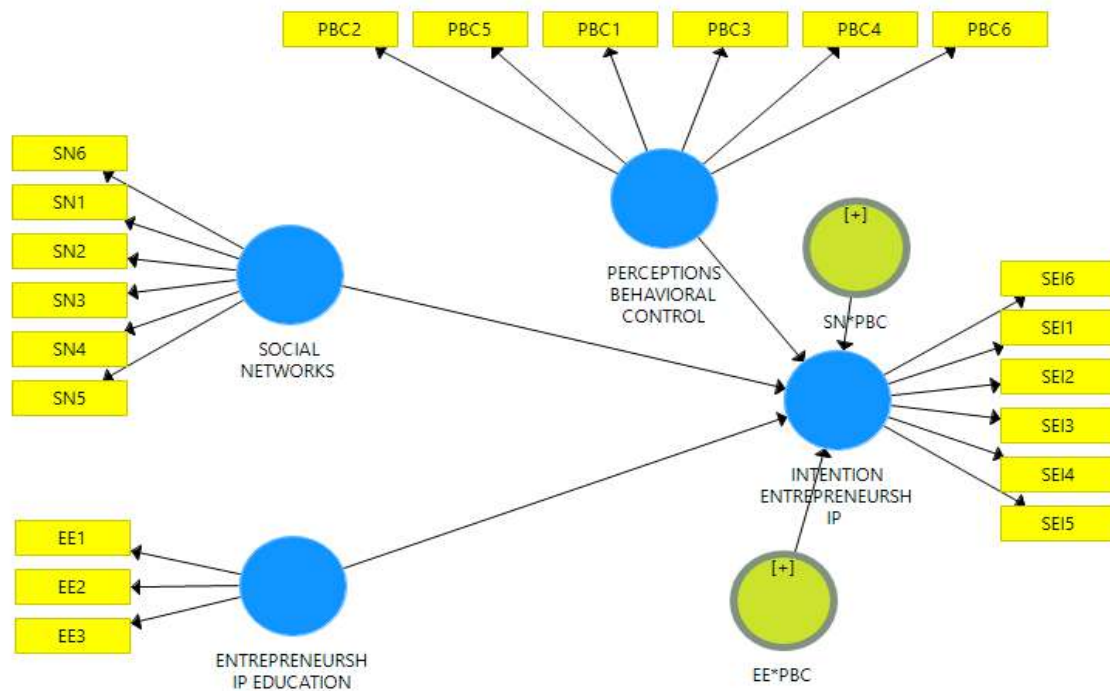 PBC2
PBC5
PBC1
PBC3
PBC4
PBC6
SN6
SN1
SN2
SN3
SN4
SN5
SOCIAL
NETWORKS
PERCEPTIONS
BEHAVIORAL
CONTROL
[+]
SN*PBC
SEI6
SEI1
SEI2
SEI3
SEI4
SEI5
INTENTION
ENTREPRENEURSH
IP
EE1
EE2
EE3
ENTREPRENEURSH
IP EDUCATION
[+]
EE*PBC